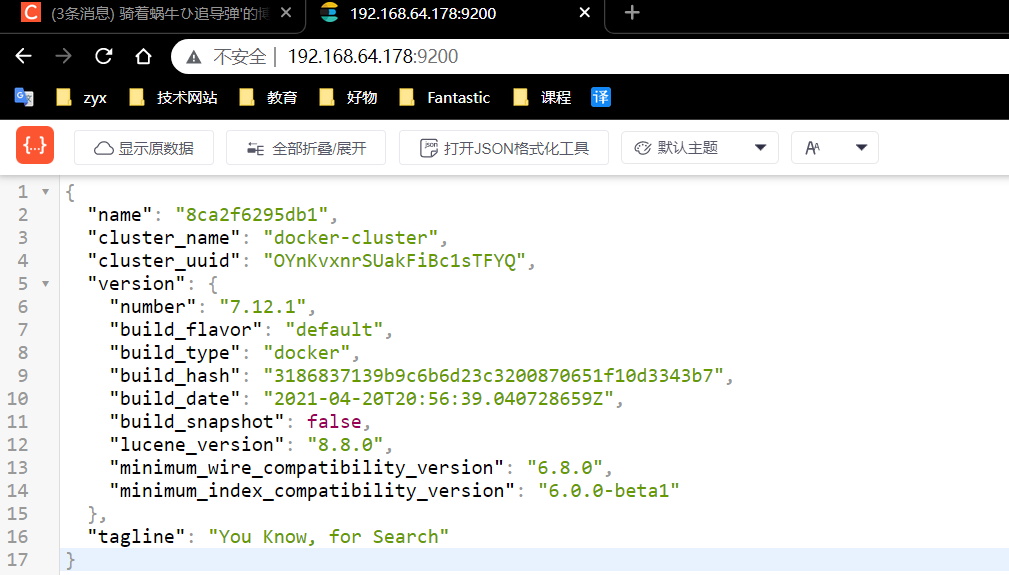 (3条消息) 骑着蜗牛ひ追导弹'的博
192.168.64.178:9200
不安全 | 192.168.64.178:9200
zyx 技术网站 教育 好物 Fantastic 课程 译
{...} 显示原数据 全部折叠/展开 json 打开JSON格式化工具 默认主题 AA
1 {
2 "name": "8ca2f6295db1",
3 "cluster_name": "docker-cluster",
4 "cluster_uuid": "OYnKvxnrSUakFiBc1sTFYQ",
5 "version": {
6 "number": "7.12.1",
7 "build_flavor": "default",
8 "build_type": "docker",
9 "build_hash": "3186837139b9c6b6d23c3200870651f10d3343b7",
10 "build_date": "2021-04-20T20:56:39.040728659Z",
11 "build_snapshot": false,
12 "lucene_version": "8.8.0",
13 "minimum_wire_compatibility_version": "6.8.0",
14 "minimum_index_compatibility_version": "6.0.0-beta1"
15 },
16 "tagline": "You Know, for Search"
17 }